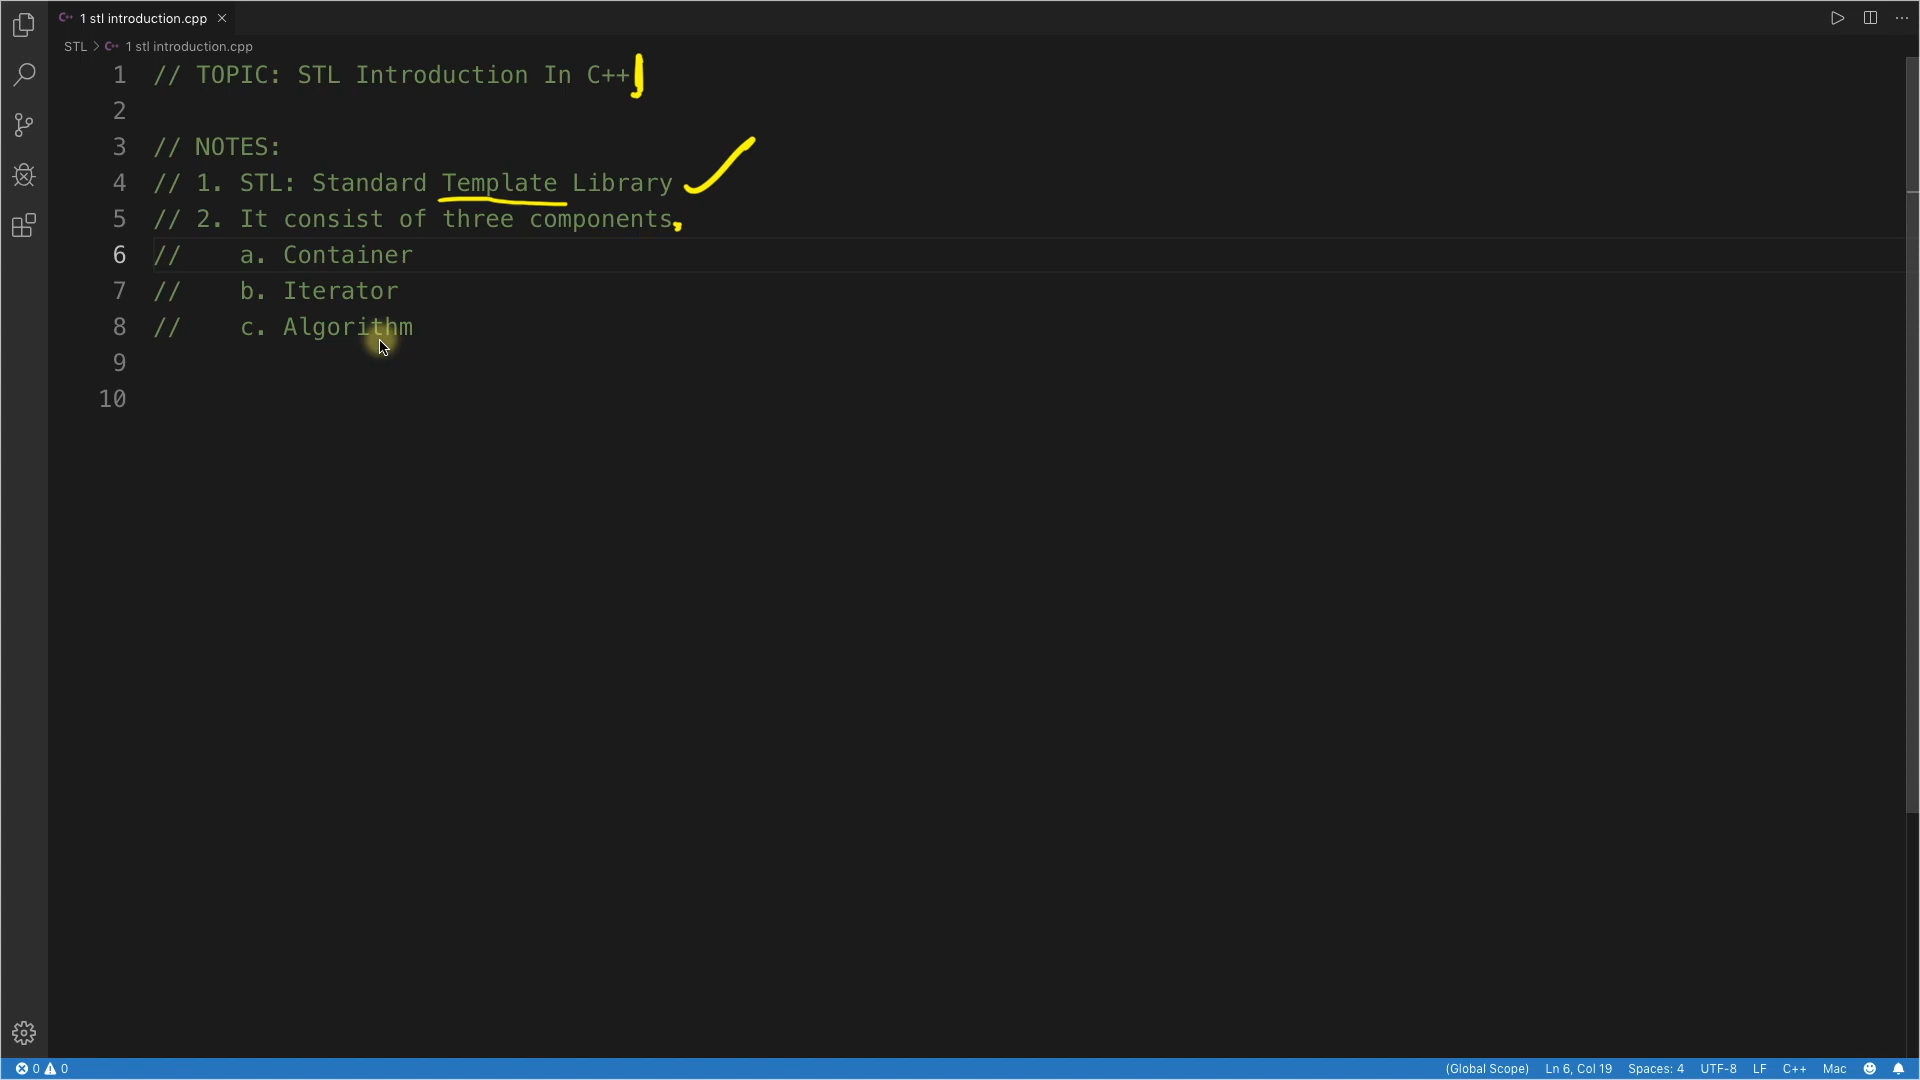 1 stl introduction.cpp
STL > 1 stl introduction.cpp
1 // TOPIC: STL Introduction In C++
2
3 // NOTES:
4 // 1. STL: Standard Template Library
5 // 2. It consist of three components,
6 //    a. Container
7 //    b. Iterator
8 //    c. Algorithm
9
10
0 0 (Global Scope) Ln 6, Col 19 Spaces: 4 UTF-8 LF C++ Mac